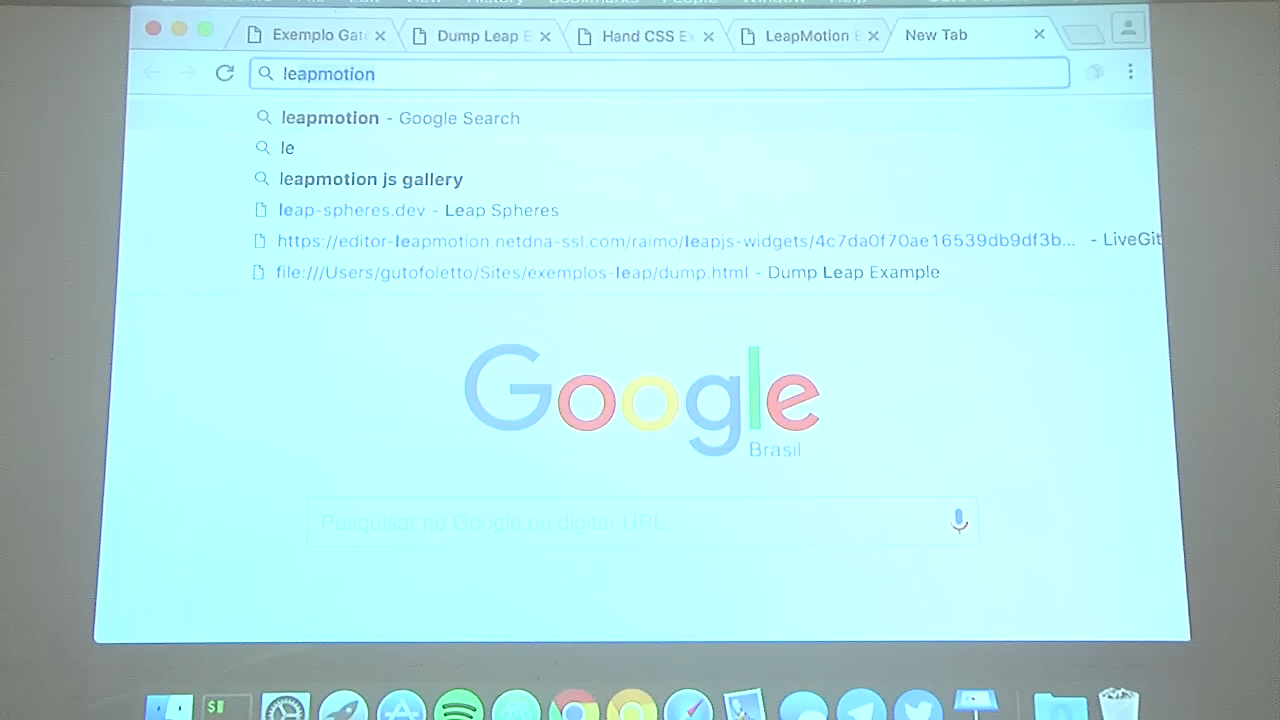 Exemplo Gat
Dump Leap E
Hand CSS Ex
LeapMotion E
New Tab
leapmotion
leapmotion - Google Search
le
leapmotion js gallery
leap-spheres.dev - Leap Spheres
https://editor-leapmotion.netdna-ssl.com/raimo/leapjs-widgets/4c7da0f70ae16539db9df3b... - LiveGit
file:///Users/gutofoletto/Sites/exemplos-leap/dump.html - Dump Leap Example
Google
Brasil
Pesquisar no Google ou digitar URL
$